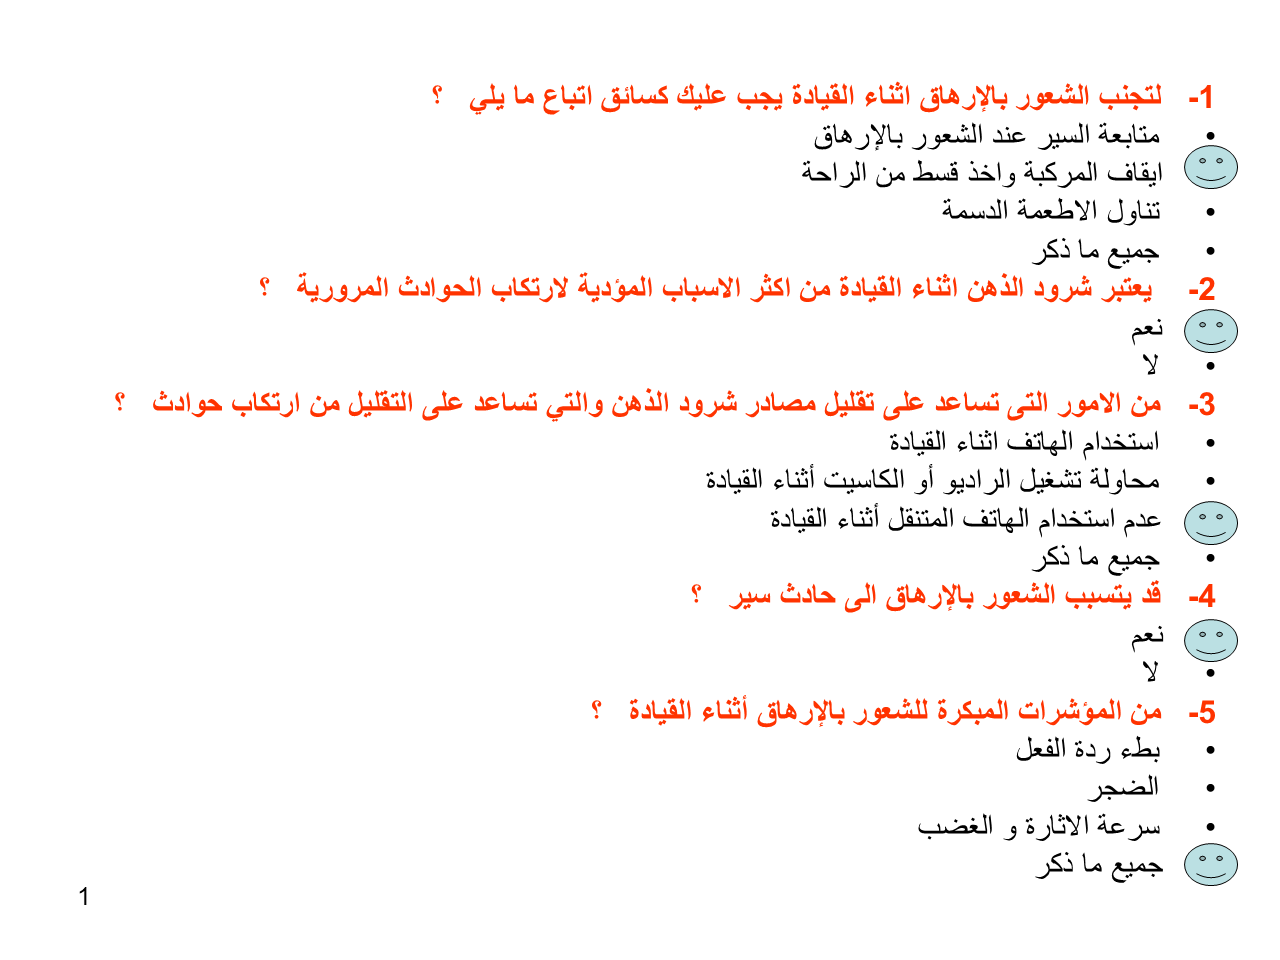 1- لتجنب الشعور بالإرهاق اثناء القيادة يجب عليك كسائق اتباع ما يلي ؟
• متابعة السير عند الشعور بالإرهاق
ايقاف المركبة واخذ قسط من الراحة
• تناول الاطعمة الدسمة
• جميع ما ذكر
2- يعتبر شرود الذهن اثناء القيادة من اكثر الاسباب المؤدية لارتكاب الحوادث المرورية ؟
نعم
• لا
3- من الامور التى تساعد على تقليل مصادر شرود الذهن والتي تساعد على التقليل من ارتكاب حوادث ؟
• استخدام الهاتف اثناء القيادة
• محاولة تشغيل الراديو أو الكاسيت أثناء القيادة
عدم استخدام الهاتف المتنقل أثناء القيادة
• جميع ما ذكر
4- قد يتسبب الشعور بالإرهاق الى حادث سير ؟
نعم
• لا
5- من المؤشرات المبكرة للشعور بالإرهاق أثناء القيادة ؟
• بطء ردة الفعل
• الضجر
• سرعة الاثارة و الغضب
جميع ما ذكر
1